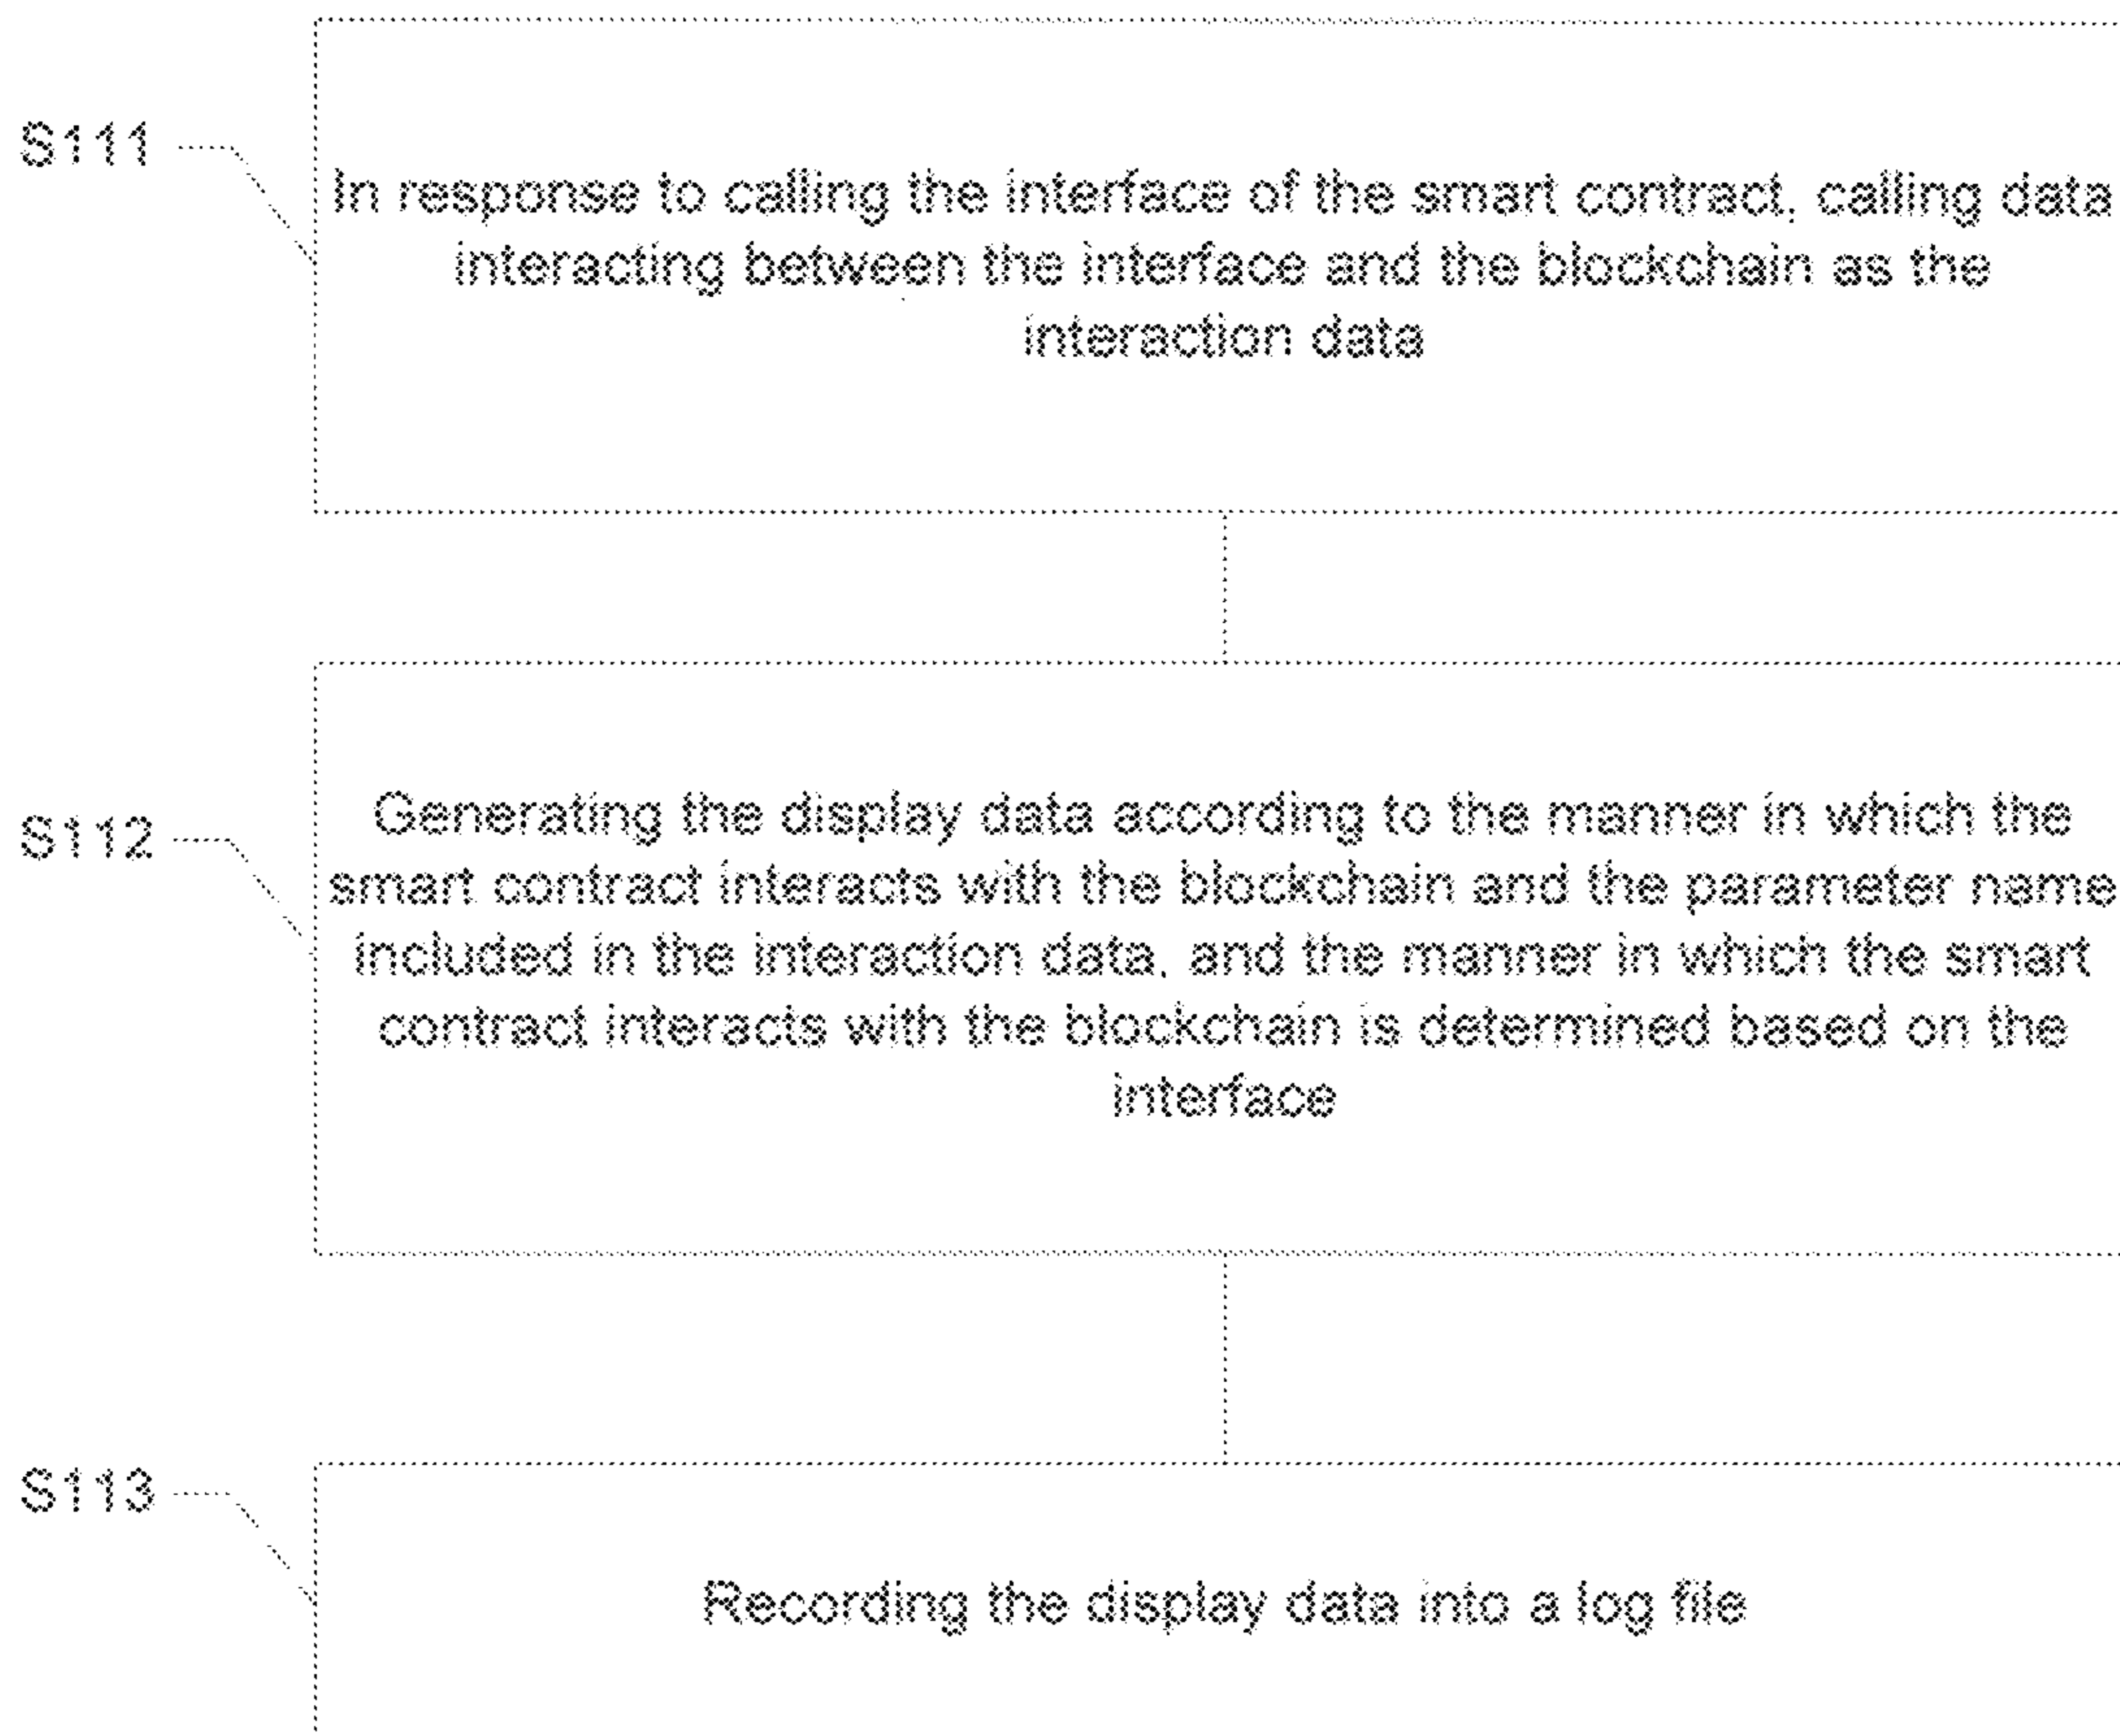 S111
In response to calling the interface of the smart contract, calling data
interacting between the interface and the blockchain as the
interaction data
S112
Generating the display data according to the manner in which the
smart contract interacts with the blockchain and the parameter name
included in the interaction data, and the manner in which the smart
contract interacts with the blockchain is determined based on the
interface
S113
Recording the display data into a log file